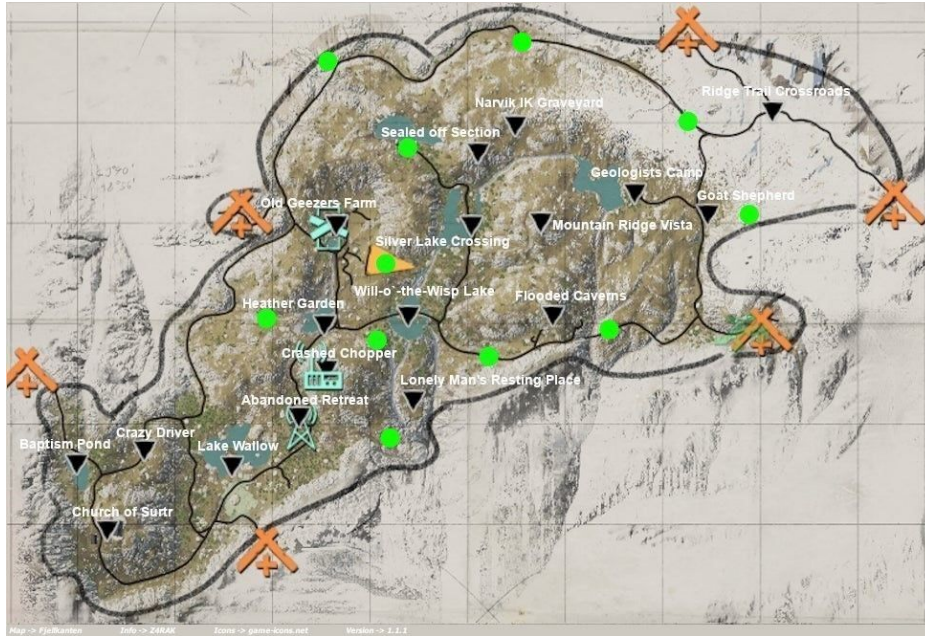 Ridge Trail Crossroads
Narvik IK Graveyard
Sealed off Section
Geologists Camp
Goat Shepherd
Old Geezers Farm
Mountain Ridge Vista
Silver Lake Crossing
Will-o`-the-Wisp Lake
Flooded Caverns
Heather Garden
Crashed Chopper
Lonely Man's Resting Place
Abandoned Retreat
Crazy Driver
Baptism Pond
Lake Wallow
Church of Surtr
Map -> Fjellkanten Info -> Z4RAK Icons -> game-icons.net Version -> 1.1.1